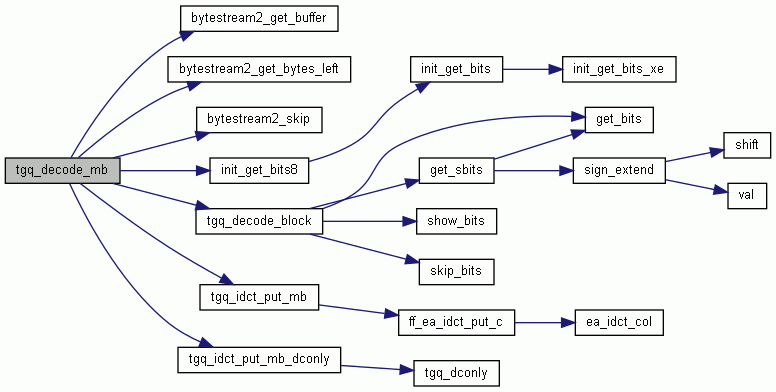 bytestream2_get_buffer
bytestream2_get_bytes_left
init_get_bits
init_get_bits_xe
bytestream2_skip
get_bits
shift
tgq_decode_mb
init_get_bits8
get_sbits
sign_extend
val
tgq_decode_block
show_bits
skip_bits
tgq_idct_put_mb
ff_ea_idct_put_c
ea_idct_col
tgq_idct_put_mb_dconly
tgq_dconly